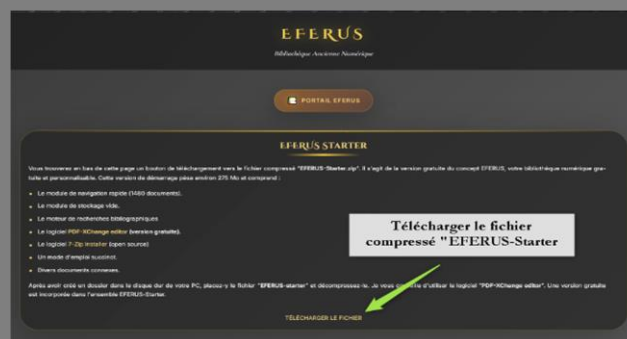 EFERUS
Bibliothèque Ancienne Numérique
PORTAIL EFERUS
EFERUS STARTER
Vous trouverez en bas de cette page un bouton de téléchargement vers le fichier compressé "EFERUS-Starter.zip". Il s'agit de la version gratuite du concept EFERUS, votre bibliothèque numérique gra-
tuite et personnalisable. Cette version de démarrage pèse environ 275 Mo et comprend :
Le module de navigation rapide (1480 documents).
Le module de stockage vide.
Le moteur de recherches bibliographiques
Le logiciel PDF-XChange editor (version gratuite).
Le logiciel 7-Zip Installer (open source)
Un mode d'emploi succinct.
Divers documents connexes.
Télécharger le fichier
compressé "EFERUS-Starter
Après avoir créé un dossier dans le disque dur de votre PC, placez-y le fichier "EFERUS-starter" et décompressez-le. Je vous d'utiliser le logiciel "PDF-XChange editor". Une version gratuite
est incorporée dans l'ensemble EFERUS-Starter.
TÉLÉCHARGER LE FICHIER